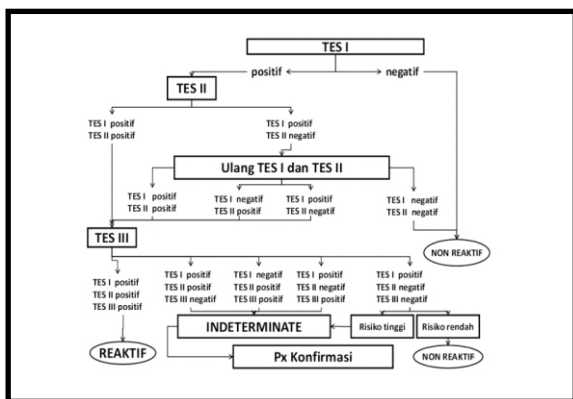 TES I
positif
negatif
TES II
TES I positif
TES II positif
TES I positif
TES II negatif
Ulang TES I dan TES II
TES I positif
TES II positif
TES I negatif
TES II positif
TES I positif
TES II negatif
TES I negatif
TES II negatif
TES III
NON REAKTIF
TES I positif
TES II positif
TES III positif
TES I positif
TES II positif
TES III negatif
TES I negatif
TES II positif
TES III positif
TES I positif
TES II negatif
TES III positif
TES I positif
TES II negatif
TES III negatif
INDETERMINATE
Risiko tinggi
Risiko rendah
REAKTIF
Px Konfirmasi
NON REAKTIF